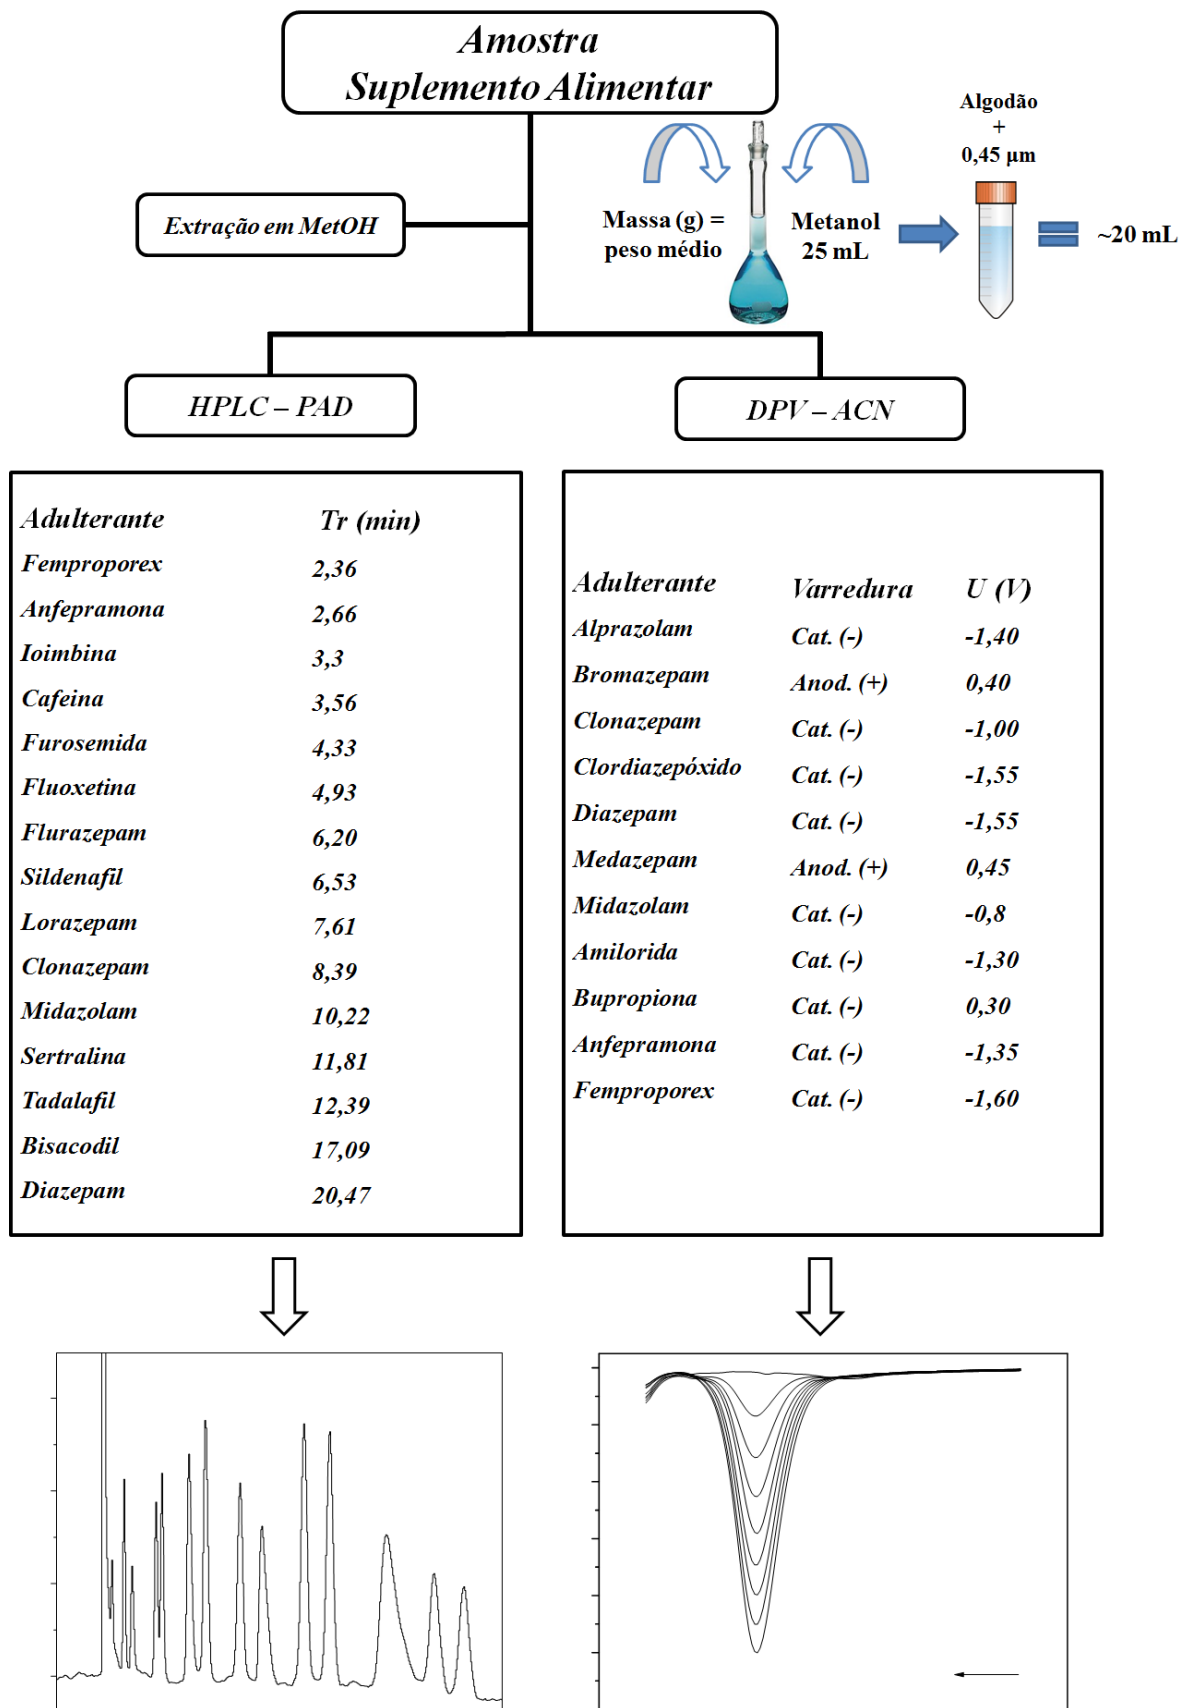 Amostra
Suplemento Alimentar
Extração em MetOH
Massa (g) =
peso médio
Metanol
25 mL
Algodão
+
0,45 µm
~20 mL
HPLC – PAD
DPV – ACN
Adulterante Tr (min)
Femproporex 2,36
Anfepramona 2,66
Ioimbina 3,3
Cafeina 3,56
Furosemida 4,33
Fluoxetina 4,93
Flurazepam 6,20
Sildenafil 6,53
Lorazepam 7,61
Clonazepam 8,39
Midazolam 10,22
Sertralina 11,81
Tadalafil 12,39
Bisacodil 17,09
Diazepam 20,47
Adulterante Varredura U (V)
Alprazolam Cat. (-) -1,40
Bromazepam Anod. (+) 0,40
Clonazepam Cat. (-) -1,00
Clordiazepóxido Cat. (-) -1,55
Diazepam Cat. (-) -1,55
Medazepam Anod. (+) 0,45
Midazolam Cat. (-) -0,8
Amilorida Cat. (-) -1,30
Bupropiona Cat. (-) 0,30
Anfepramona Cat. (-) -1,35
Femproporex Cat. (-) -1,60